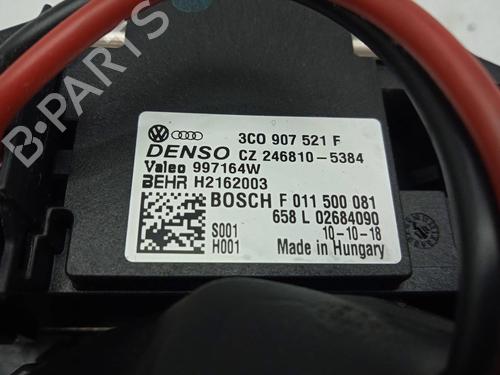 3C0 907 521 F
DENSO CZ 246810-5384
Valeo 997164W
BEHR H2162003
BOSCH F 011 500 081
658 L 02684090
S001 10-10-18
H001 Made in Hungary